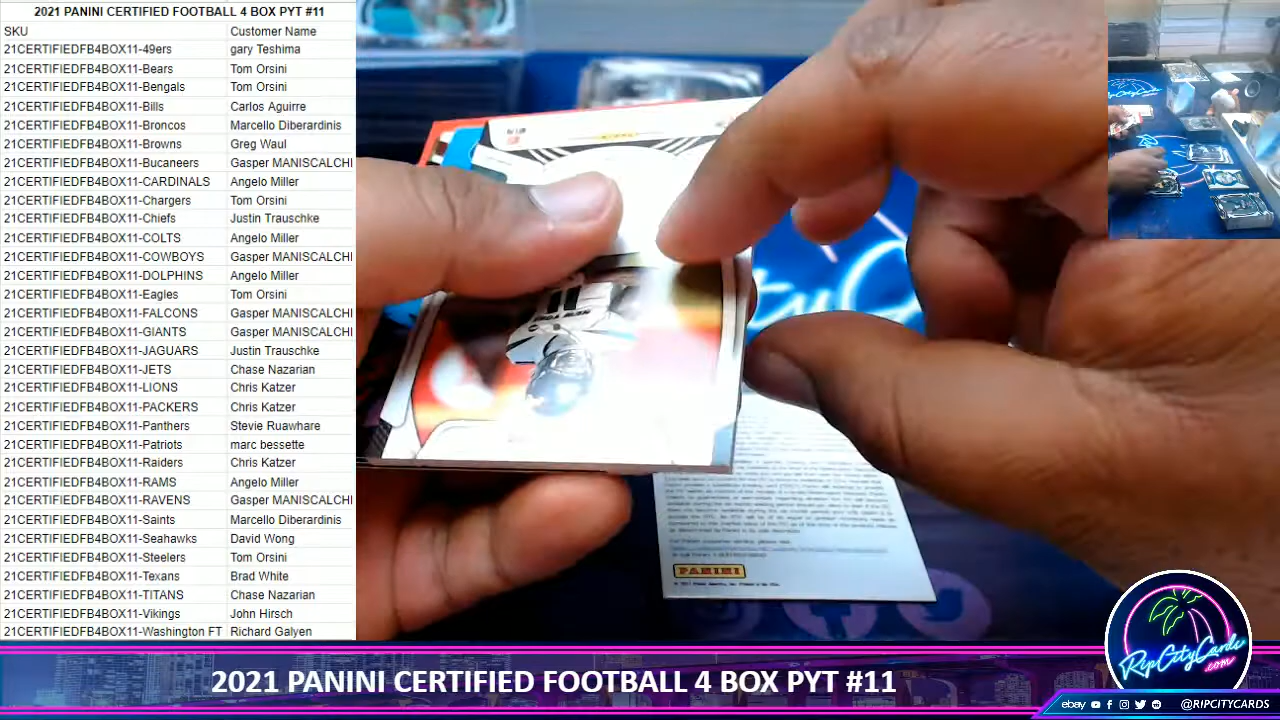 2021 PANINI CERTIFIED FOOTBALL 4 BOX PYT #11
SKU Customer Name
21CERTIFIEDFB4BOX11-49ers gary Teshima
21CERTIFIEDFB4BOX11-Bears Tom Orsini
21CERTIFIEDFB4BOX11-Bengals Tom Orsini
21CERTIFIEDFB4BOX11-Bills Carlos Aguirre
21CERTIFIEDFB4BOX11-Broncos Marcello Diberardinis
21CERTIFIEDFB4BOX11-Browns Greg Waul
21CERTIFIEDFB4BOX11-Bucaneers Gasper MANISCALCHI
21CERTIFIEDFB4BOX11-CARDINALS Angelo Miller
21CERTIFIEDFB4BOX11-Chargers Tom Orsini
21CERTIFIEDFB4BOX11-Chiefs Justin Trauschke
21CERTIFIEDFB4BOX11-COLTS Angelo Miller
21CERTIFIEDFB4BOX11-COWBOYS Gasper MANISCALCHI
21CERTIFIEDFB4BOX11-DOLPHINS Angelo Miller
21CERTIFIEDFB4BOX11-Eagles Tom Orsini
21CERTIFIEDFB4BOX11-FALCONS Gasper MANISCALCHI
21CERTIFIEDFB4BOX11-GIANTS Gasper MANISCALCHI
21CERTIFIEDFB4BOX11-JAGUARS Justin Trauschke
21CERTIFIEDFB4BOX11-JETS Chase Nazarian
21CERTIFIEDFB4BOX11-LIONS Chris Katzer
21CERTIFIEDFB4BOX11-PACKERS Chris Katzer
21CERTIFIEDFB4BOX11-Panthers Stevie Ruawhare
21CERTIFIEDFB4BOX11-Patriots marc bessette
21CERTIFIEDFB4BOX11-Raiders Chris Katzer
21CERTIFIEDFB4BOX11-RAMS Angelo Miller
Gasper MANISCALCHI
21CERTIFIEDFB4BOX11-Saints Marcello Diberardinis
David Wong
21CERTIFIEDFB4BOX11-Steelers Tom Orsini
21CERTIFIEDFB4BOX11-Texans Brad White
21CERTIFIEDFB4BOX11-TITANS Chase Nazarian
21CERTIFIEDFB4BOX11-Vikings John Hirsch
21CERTIFIEDFB4BOX11-Washington FT Richard Galyen
PANINI
RipCityCards
.com
2021 PANINI CERTIFIED FOOTBALL 4 BOX PYT #11
ebay @RIPCITYCARDS